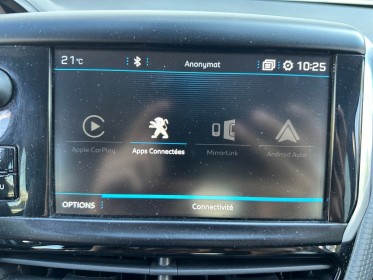 21°C Anonymat 10:25
Apple CarPlay Apps Connectées MirrorLink Android Auto
OPTIONS Connectivité